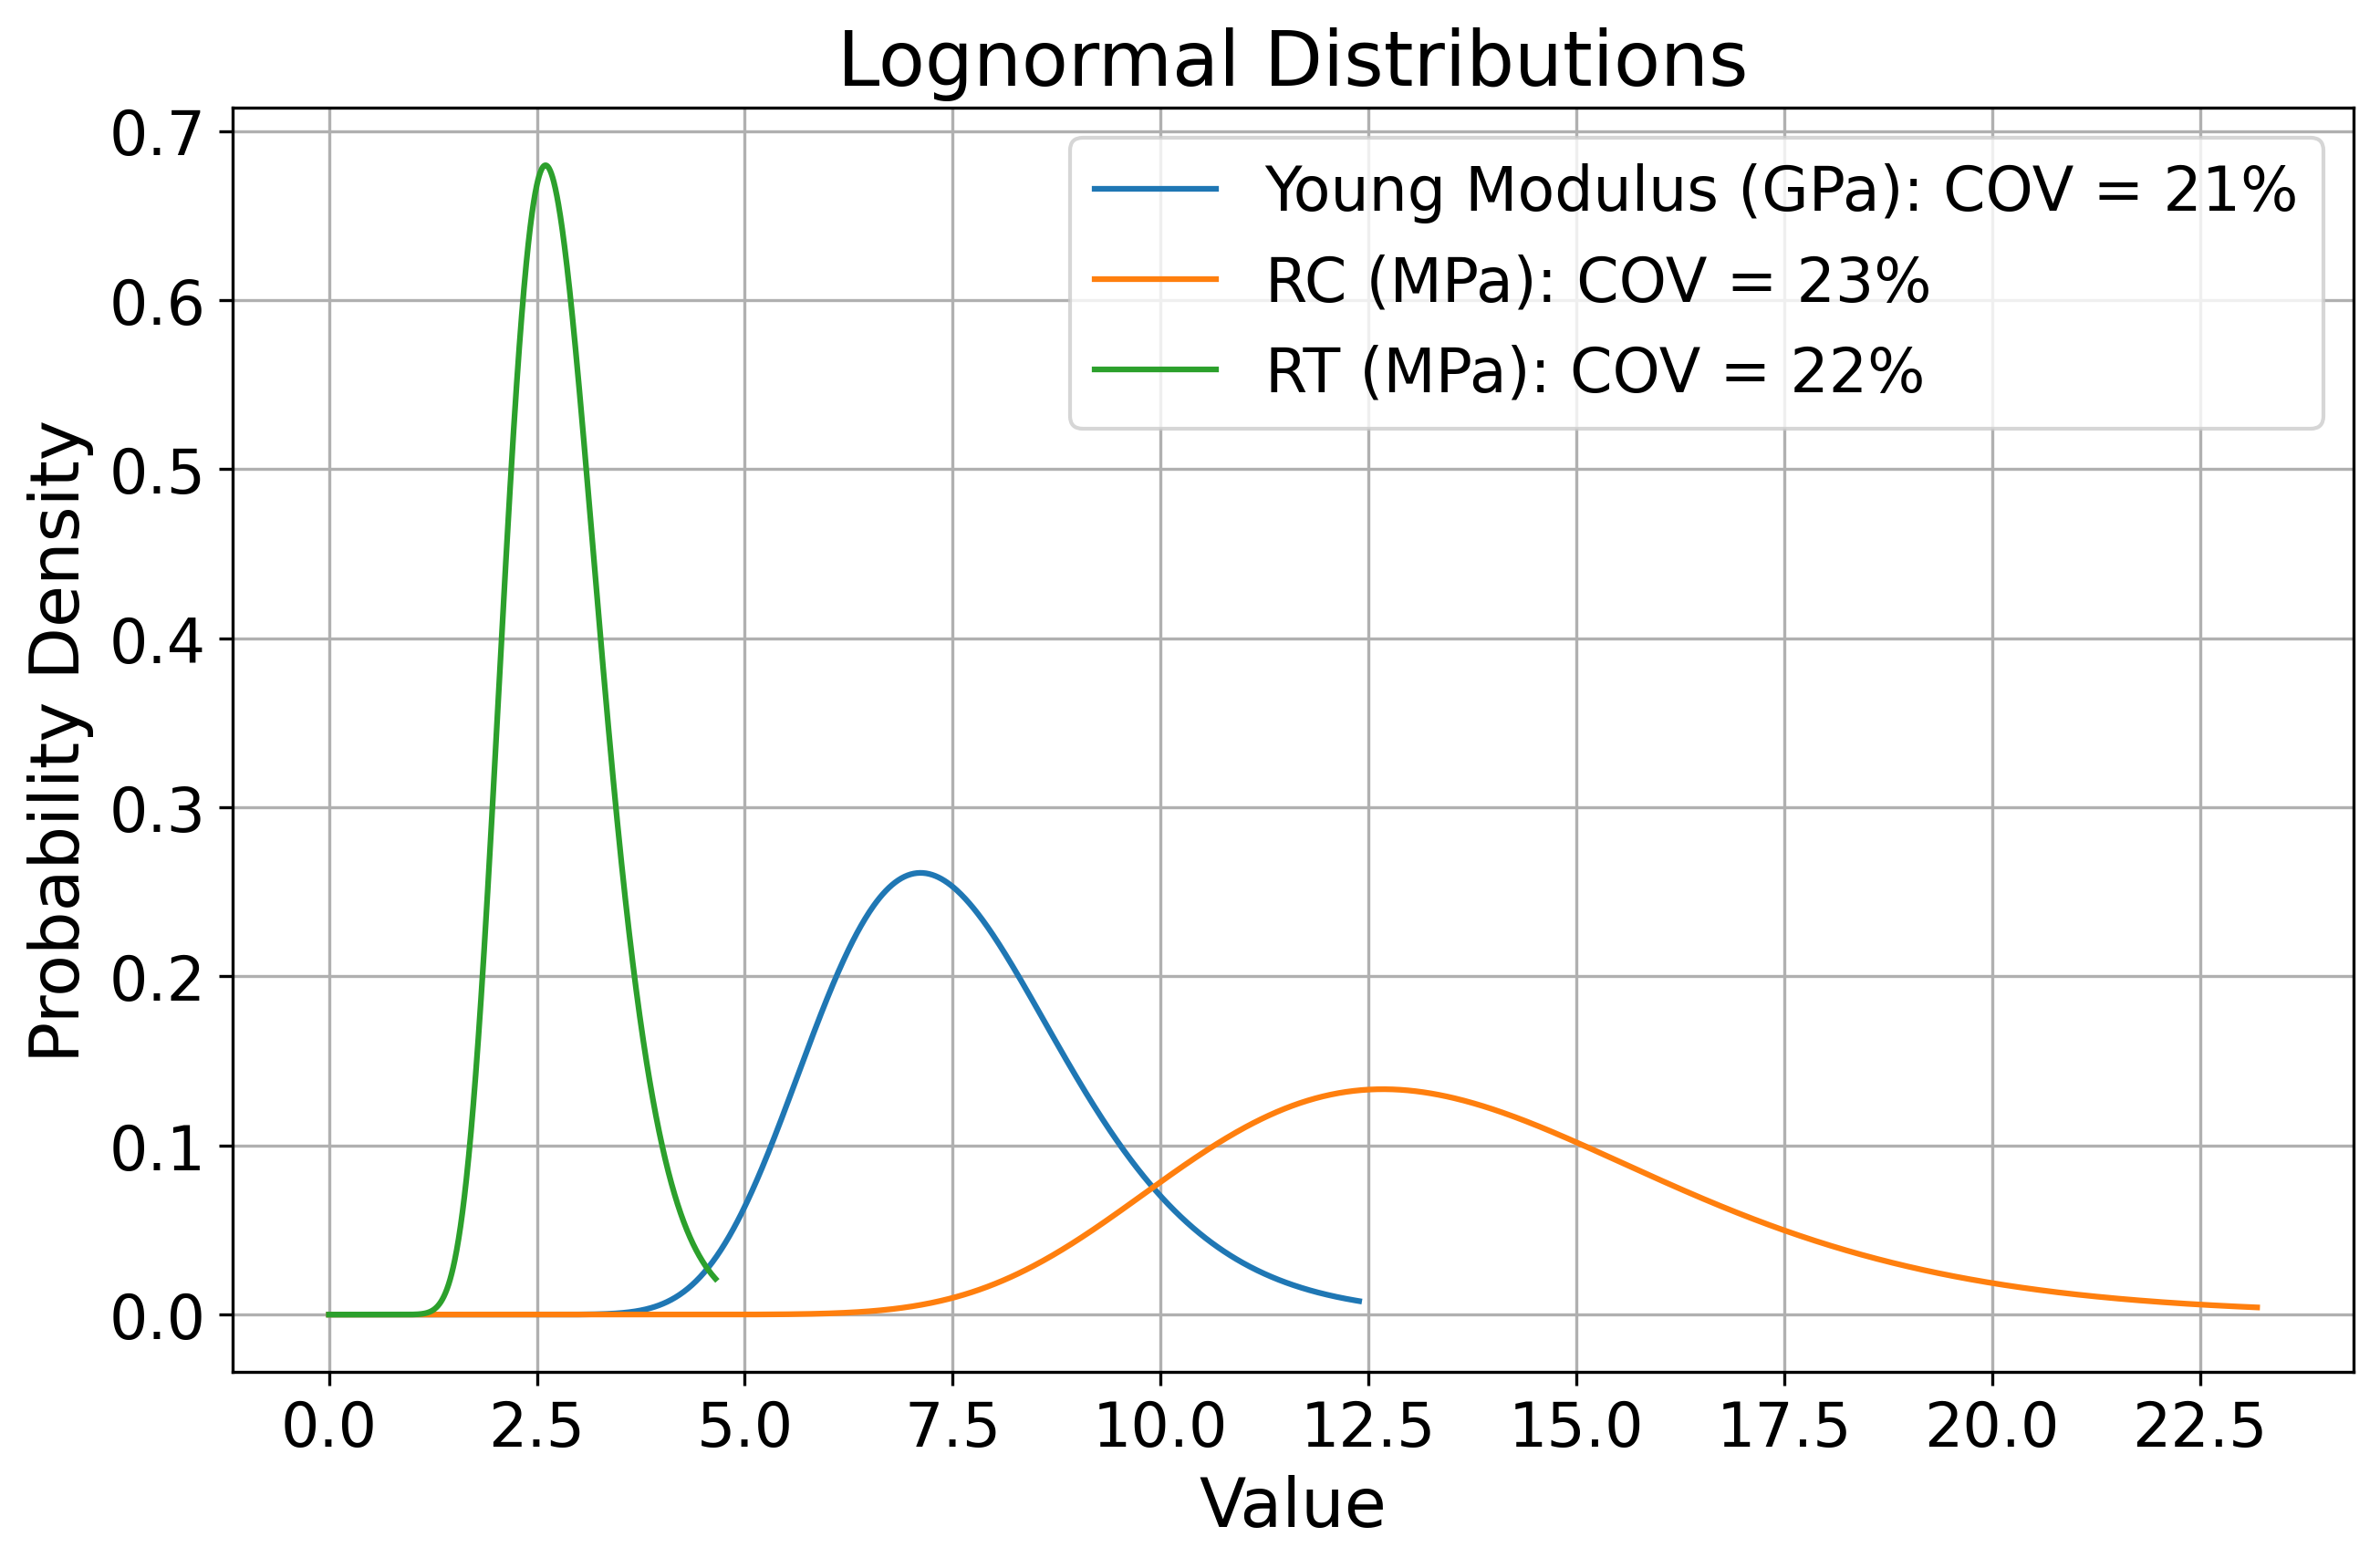 Lognormal Distributions
Young Modulus (GPa): COV = 21%
RC (MPa): COV = 23%
RT (MPa): COV = 22%
Probability Density
0.7
0.6
0.5
0.4
0.3
0.2
0.1
0.0
0.0 2.5 5.0 7.5 10.0 12.5 15.0 17.5 20.0 22.5
Value